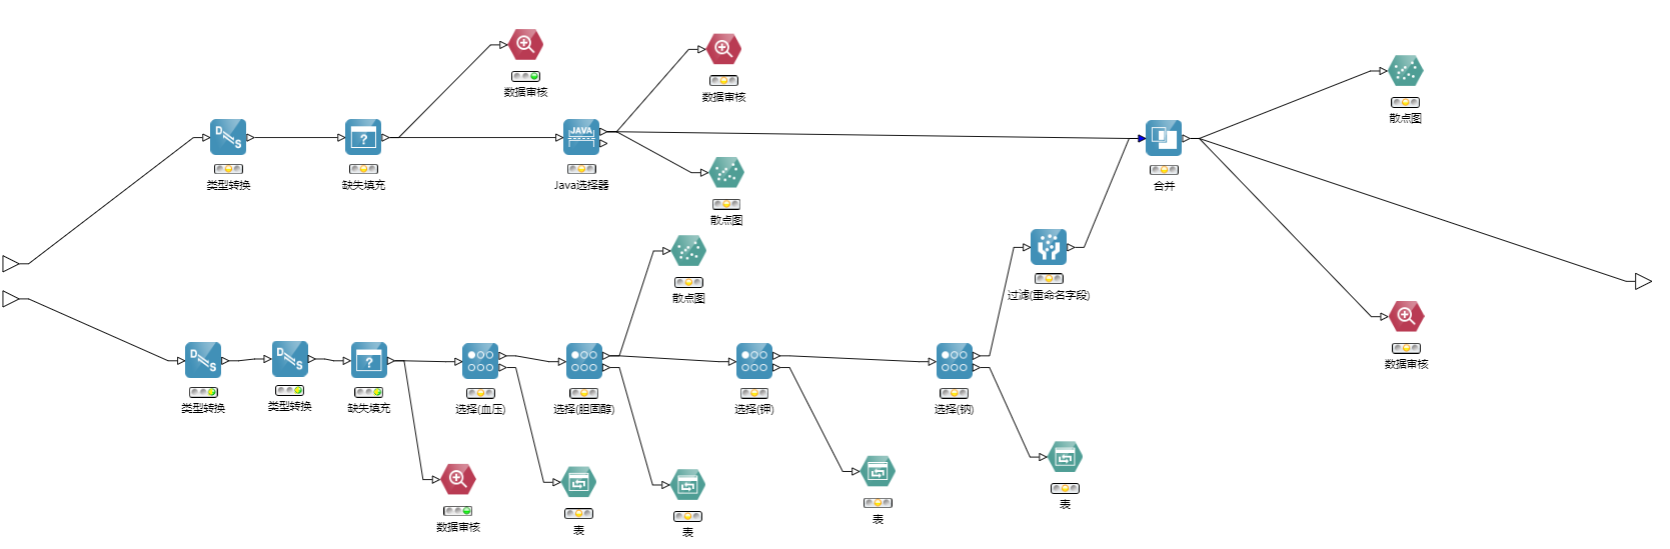 数据审核
数据审核
散点图
类型转换
缺失填充
Java选择器
合并
散点图
散点图
过滤(重命名字段)
数据审核
类型转换
类型转换
缺失填充
选择(血压)
选择(胆固醇)
选择(钾)
选择(钠)
数据审核
表
表
表
表
D
S
?
JAVA
D
S
D
S
?